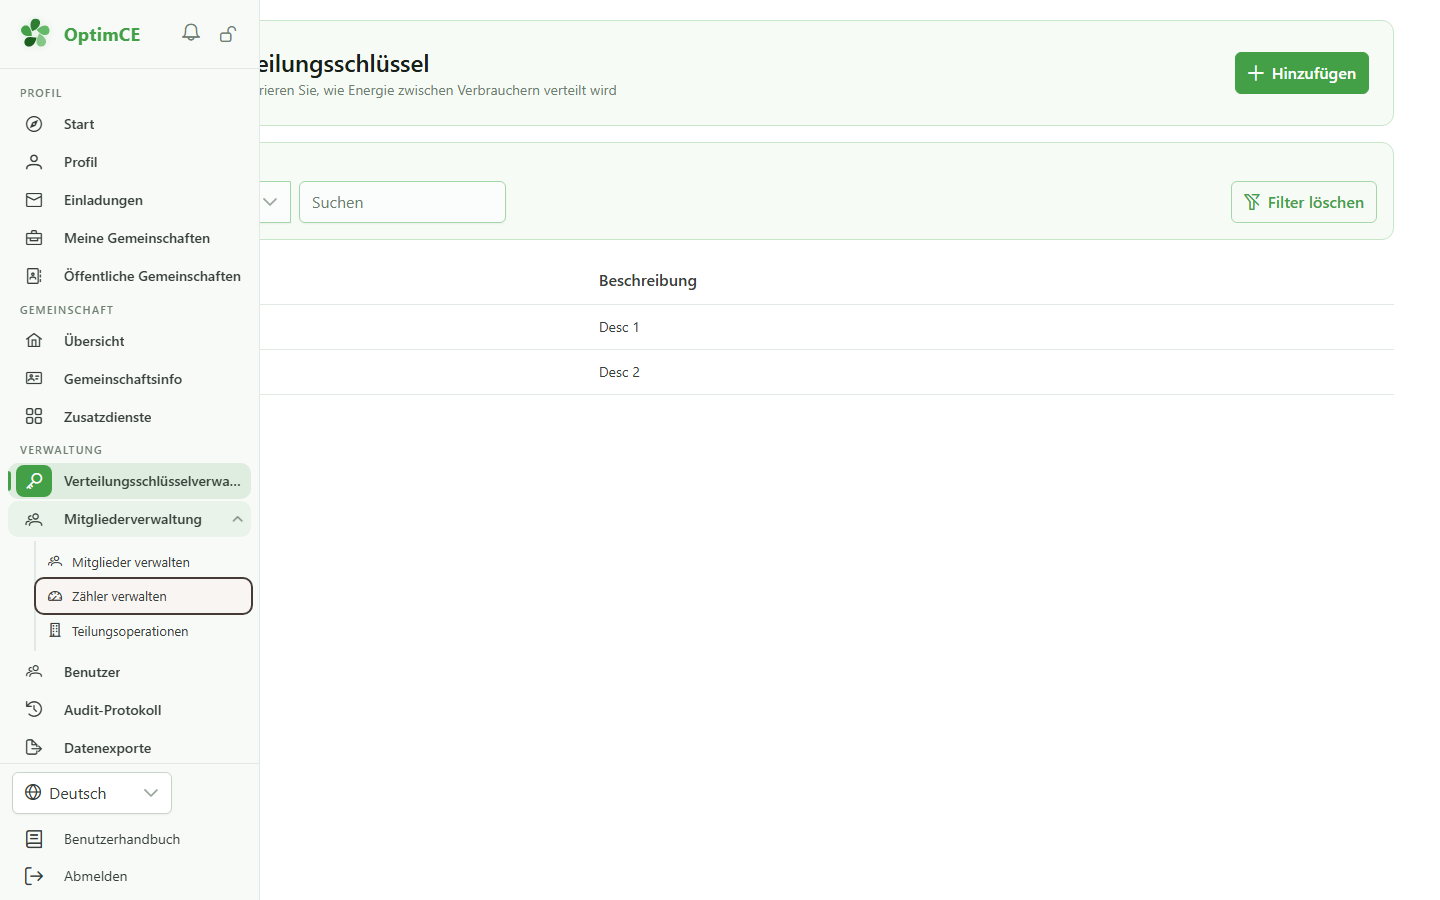 OptimCE
PROFIL
Start
Profil
Einladungen
Meine Gemeinschaften
Öffentliche Gemeinschaften
GEMEINSCHAFT
Übersicht
Gemeinschaftsinfo
Zusatzdienste
VERWALTUNG
Verteilungsschlüsselverwa...
Mitgliederverwaltung
Mitglieder verwalten
Zähler verwalten
Teilungsoperationen
Benutzer
Audit-Protokoll
Datenexporte
Deutsch
Benutzerhandbuch
Abmelden
eilungsschlüssel
rieren Sie, wie Energie zwischen Verbrauchern verteilt wird
Hinzufügen
Suchen
Filter löschen
Beschreibung
Desc 1
Desc 2